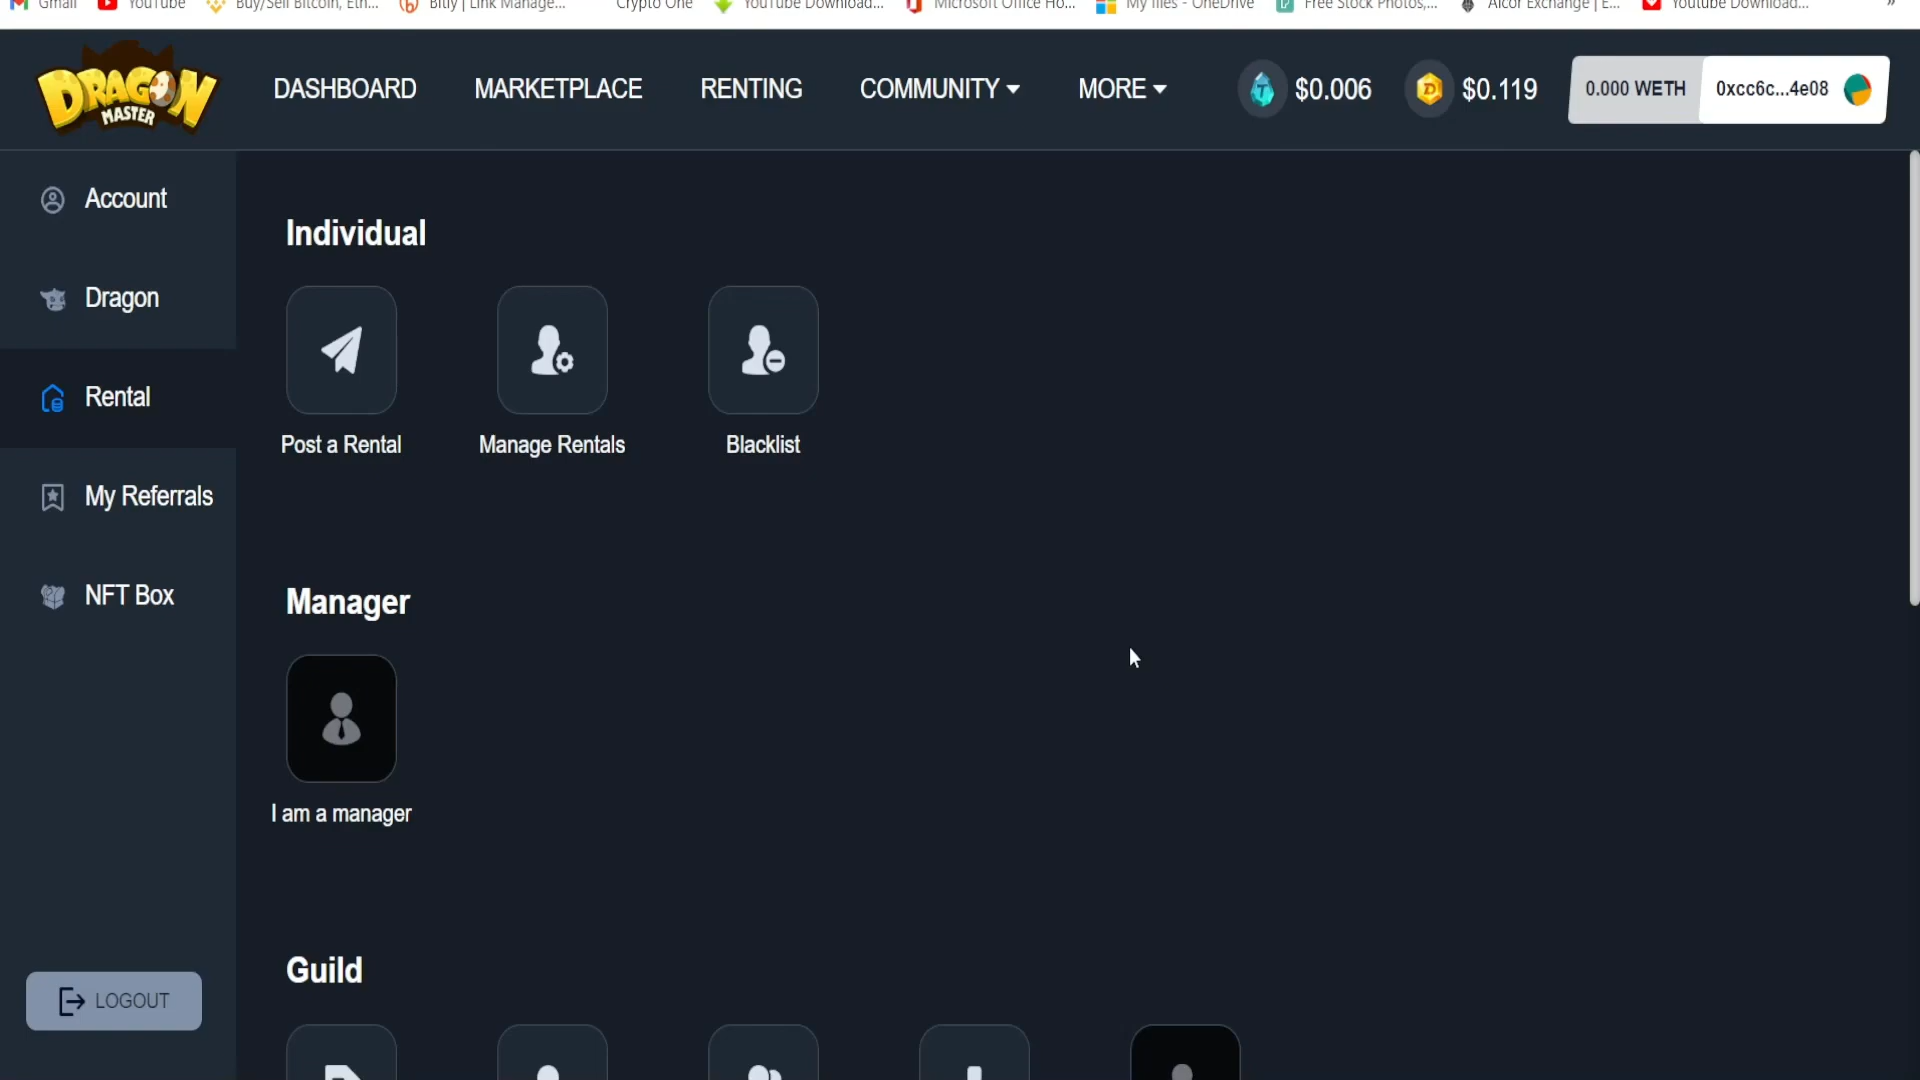 Gmail YouTube Buy/Sell Bitcoin, Eth... Bitly | Link Manage... Crypto One YouTube Download... Microsoft Office Ho... My files - OneDrive Free Stock Photos,... Alcor Exchange | E... Youtube Download... »
DRAGON
MASTER
DASHBOARD MARKETPLACE RENTING COMMUNITY MORE $0.006 $0.119 0.000 WETH 0xcc6c...4e08
Account
Dragon
Rental
My Referrals
NFT Box
LOGOUT
Individual
Post a Rental Manage Rentals Blacklist
Manager
I am a manager
Guild